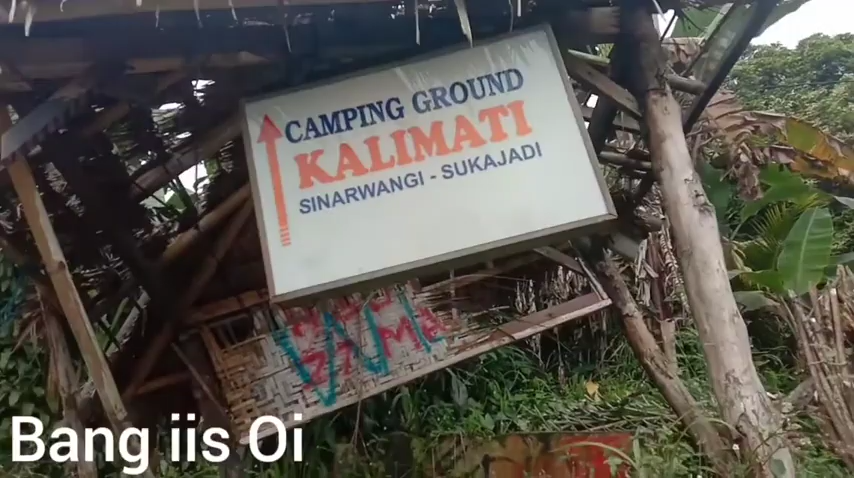 CAMPING GROUND
KALIMATI
SINARWANGI - SUKAJADI
Bang iis Oi